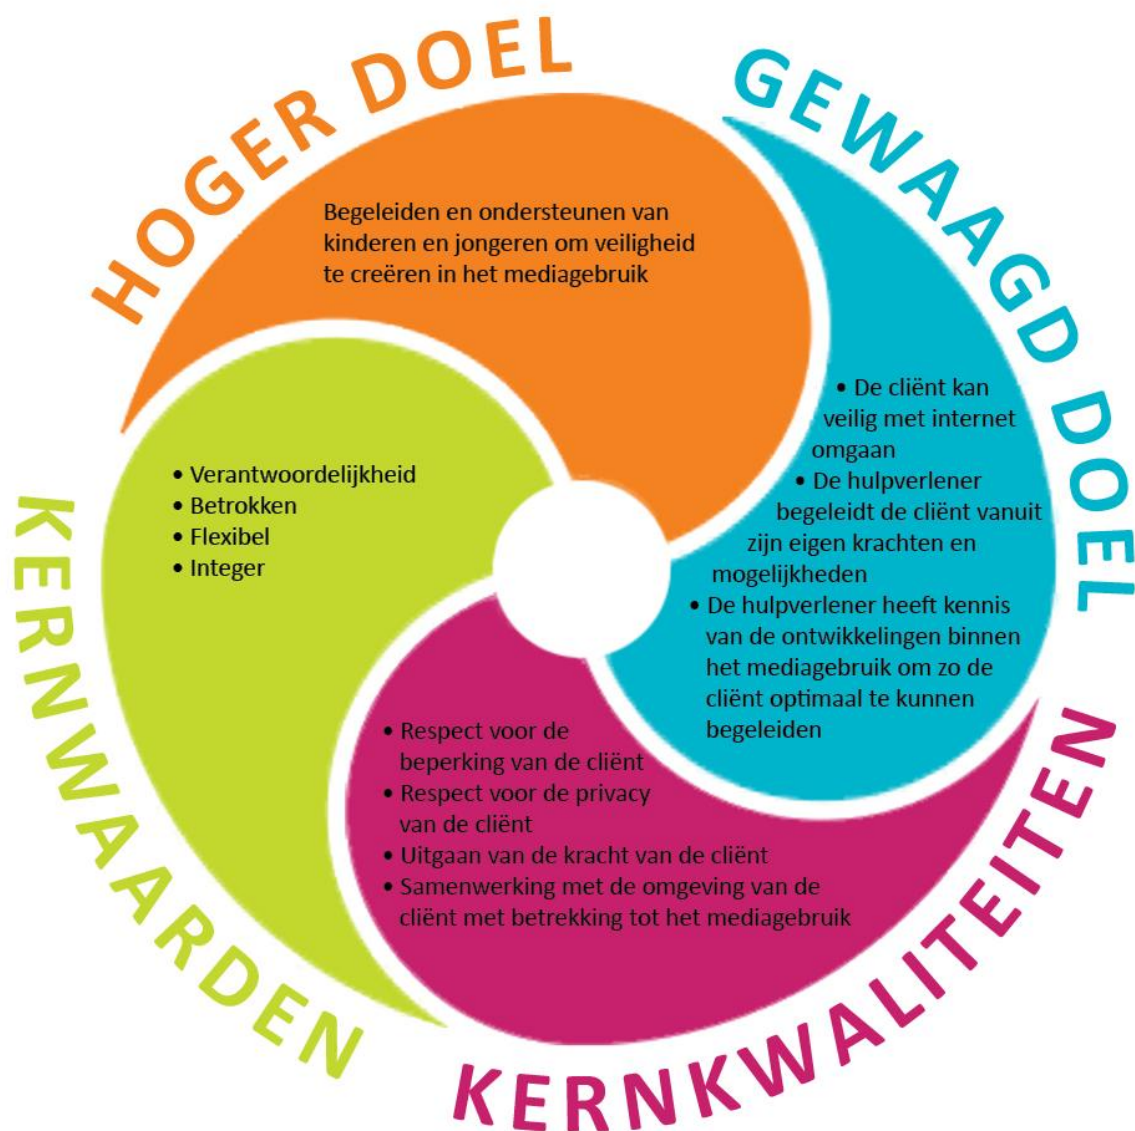 HOGER DOEL
Begeleiden en ondersteunen van
kinderen en jongeren om veiligheid
te creëren in het mediagebruik
GEWAAGD DOEL
• De cliënt kan
veilig met internet
omgaan
• De hulpverlener
begeleidt de cliënt vanuit
zijn eigen krachten en
mogelijkheden
• De hulpverlener heeft kennis
van de ontwikkelingen binnen
het mediagebruik om zo de
cliënt optimaal te kunnen
begeleiden
KERNKWALITEITEN
• Respect voor de
beperking van de cliënt
• Respect voor de privacy
van de cliënt
• Uitgaan van de kracht van de cliënt
• Samenwerking met de omgeving van de
cliënt met betrekking tot het mediagebruik
KERNWAARDEN
• Verantwoordelijkheid
• Betrokken
• Flexibel
• Integer